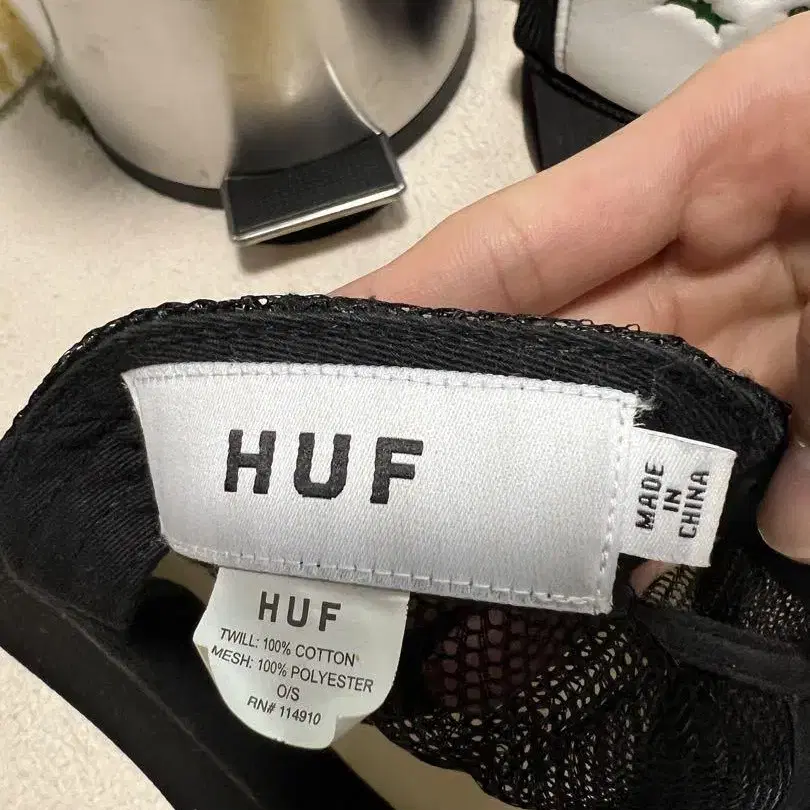 HUF
MADE
IN
CHINA
HUF
TWILL: 100% COTTON
MESH: 100% POLYESTER
O/S
RN# 114910